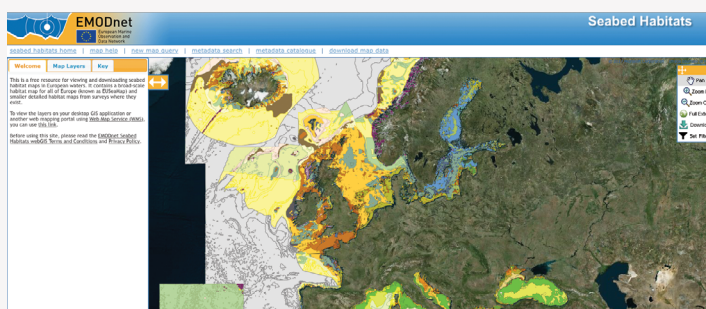 EMODnet
European Marine
Observation and
Data Network
Seabed Habitats
seabed habitats home | map help | new map query | metadata search | metadata catalogue | download map data
Welcome Map Layers Key
This is a free resource for viewing and downloading seabed
habitat maps in European waters. It contains a broad-scale
habitat map for all of Europe (known as EUSeaMap) and
smaller detailed habitat maps from surveys where they
exist.
To view the layers on your desktop GIS application or
another web mapping portal using Web Map Service (WMS),
you can use this link.
Before using this site, please read the EMODnet Seabed
Habitats webGIS Terms and Conditions and Privacy Policy.
Pan
Zoom
Zoom O
Full Exte
Downlo
Set Filt